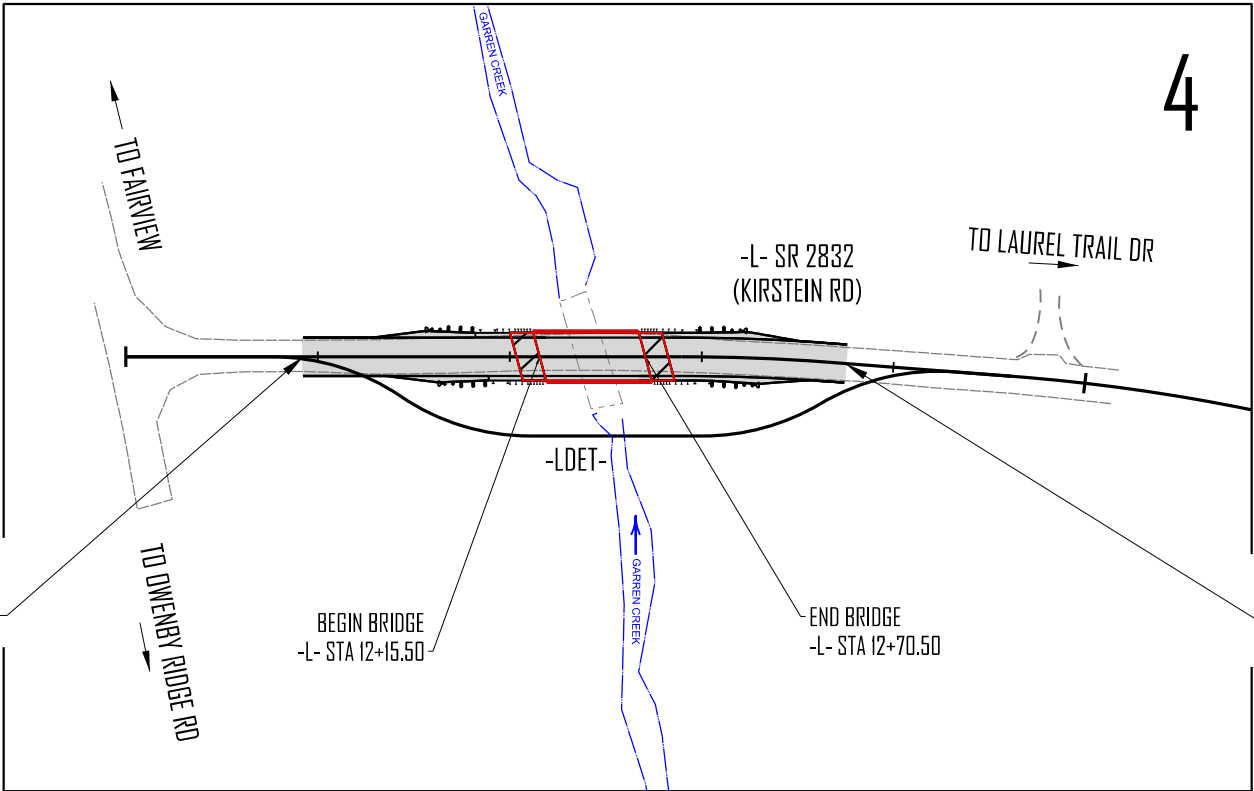 GARREN CREEK
4
TO FAIRVIEW
-L- SR 2832
(KIRSTEIN RD)
TO LAUREL TRAIL DR
-LDET-
TO OWENBY RIDGE RD
GARREN CREEK
BEGIN BRIDGE
-L- STA 12+15.50
END BRIDGE
-L- STA 12+70.50